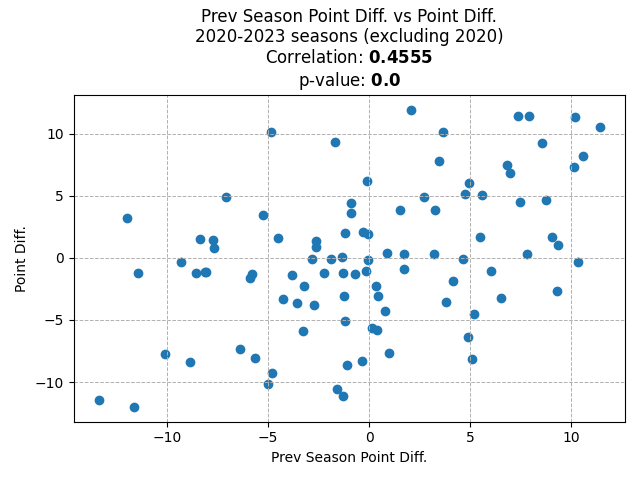 Prev Season Point Diff. vs Point Diff.
2020-2023 seasons (excluding 2020)
Correlation: 0.4555
p-value: 0.0
10
5
0
−5
−10
Point Diff.
−10 −5 0 5 10
Prev Season Point Diff.